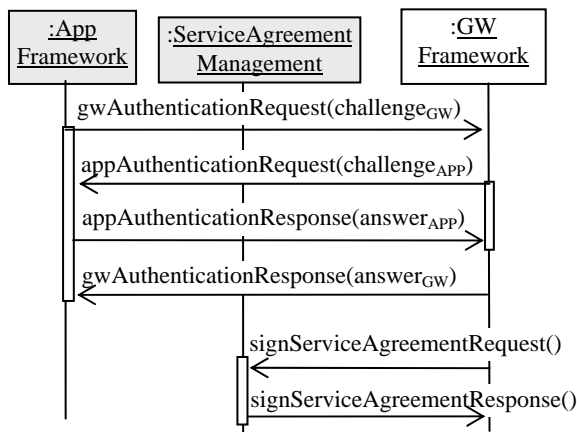 :App
Framework
:ServiceAgreement
Management
:GW
Framework
gwAuthenticationRequest(challengeGW)
appAuthenticationRequest(challengeAPP)
appAuthenticationResponse(answerAPP)
gwAuthenticationResponse(answerGW)
signServiceAgreementRequest()
signServiceAgreementResponse()